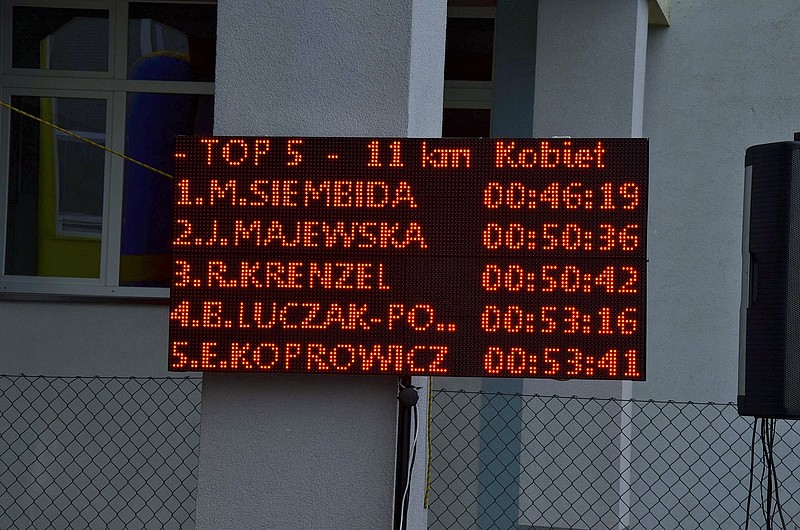 - TOP 5 - 11 km Kobiet
1.M.SIEMBIDA 00:46:19
2.J.MAJEWSKA 00:50:36
3.R.KRENZEL 00:50:42
4.B.LUCZAK-PO.. 00:53:16
5.E.KOPROWICZ 00:53:41